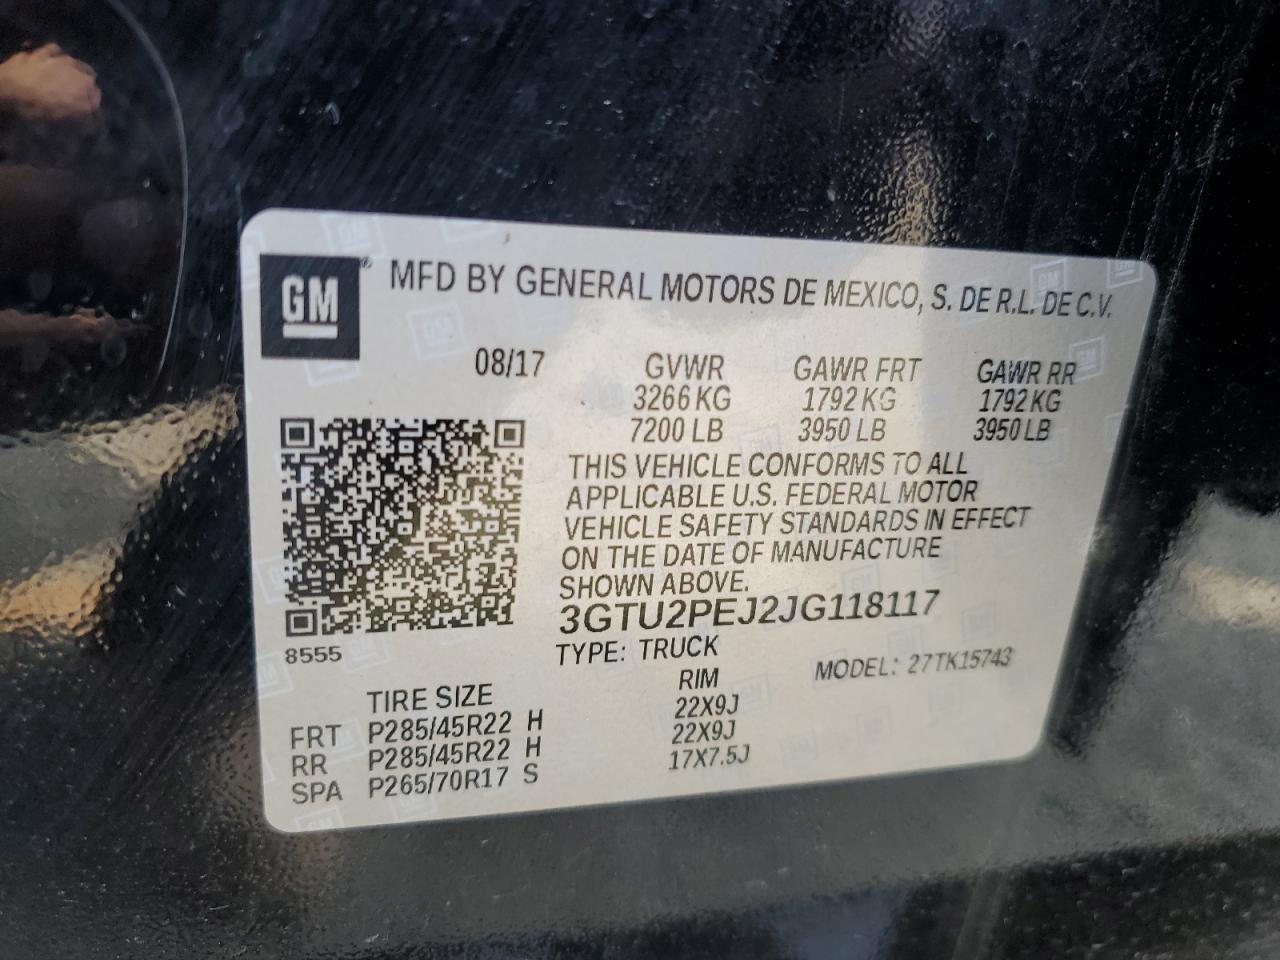 GM® MFD BY GENERAL MOTORS DE MEXICO, S. DE R.L. DE C.V.
08/17 GVWR GAWR FRT GAWR RR
3266 KG 1792 KG 1792 KG
7200 LB 3950 LB 3950 LB
THIS VEHICLE CONFORMS TO ALL
APPLICABLE U.S. FEDERAL MOTOR
VEHICLE SAFETY STANDARDS IN EFFECT
ON THE DATE OF MANUFACTURE
SHOWN ABOVE.
3GTU2PEJ2JG118117
8555 TYPE: TRUCK MODEL: 27TK15743
TIRE SIZE RIM
FRT P285/45R22 H 22X9J
RR P285/45R22 H 22X9J
SPA P265/70R17 S 17X7.5J